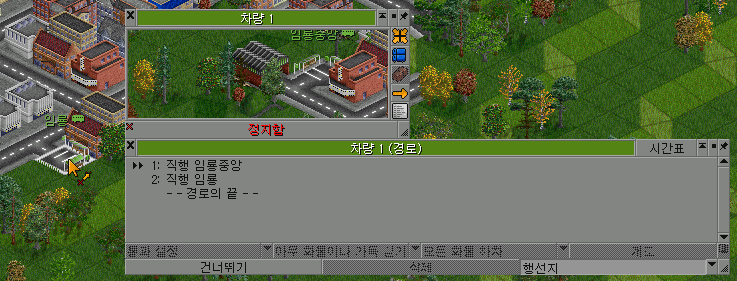 차량 1
임룡중앙
정지함
임룡
차량 1 (경로)
시간표
1: 직행 임룡중앙
2: 직행 임룡
- - 경로의 끝 - -
통과 설정
아무 화물이나 가득 싣기
모든 화물 하차
개조
건너뛰기
삭제
행선지